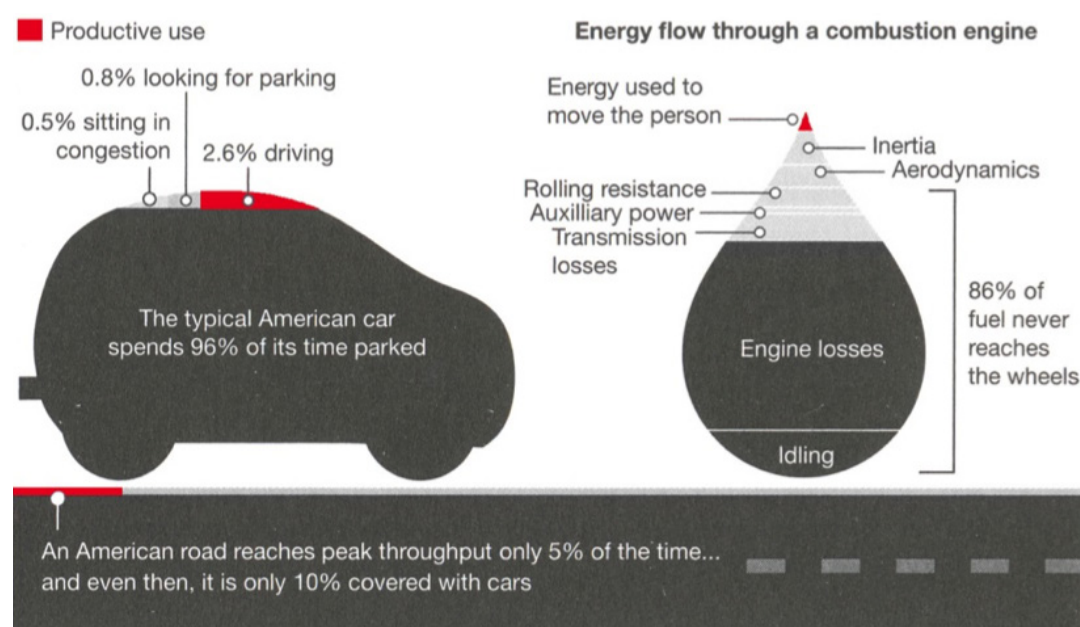 Productive use
0.8% looking for parking
0.5% sitting in
congestion
2.6% driving
The typical American car
spends 96% of its time parked
Energy flow through a combustion engine
Energy used to
move the person
Inertia
Aerodynamics
Rolling resistance
Auxilliary power
Transmission
losses
Engine losses
Idling
86% of
fuel never
reaches
the wheels
An American road reaches peak throughput only 5% of the time...
and even then, it is only 10% covered with cars